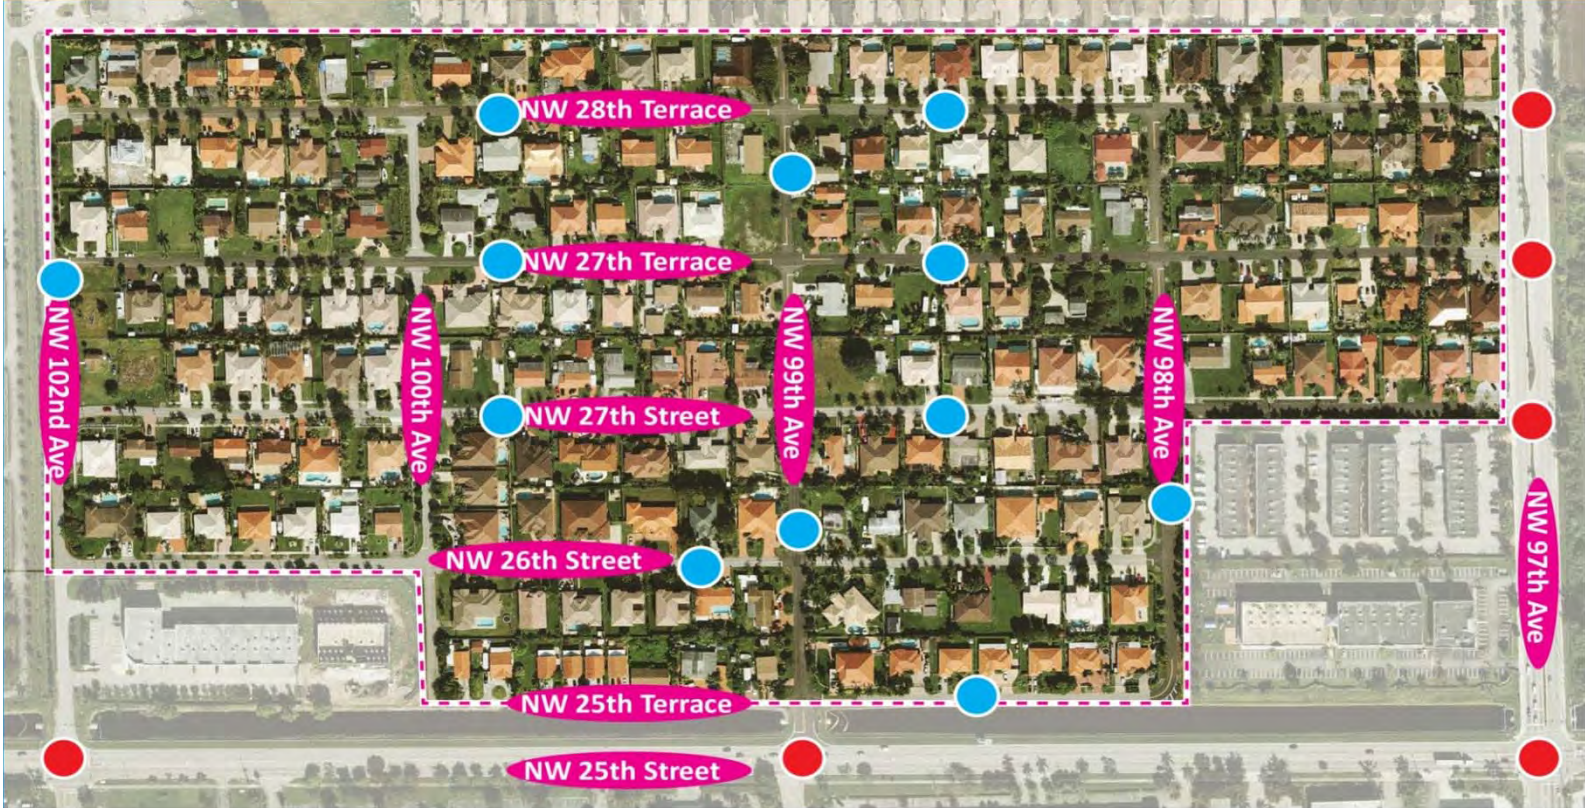 NW 28th Terrace
NW 27th Terrace
NW 102nd Ave
NW 100th Ave
NW 99th Ave
NW 98th Ave
NW 27th Street
NW 97th Ave
NW 26th Street
NW 25th Terrace
NW 25th Street